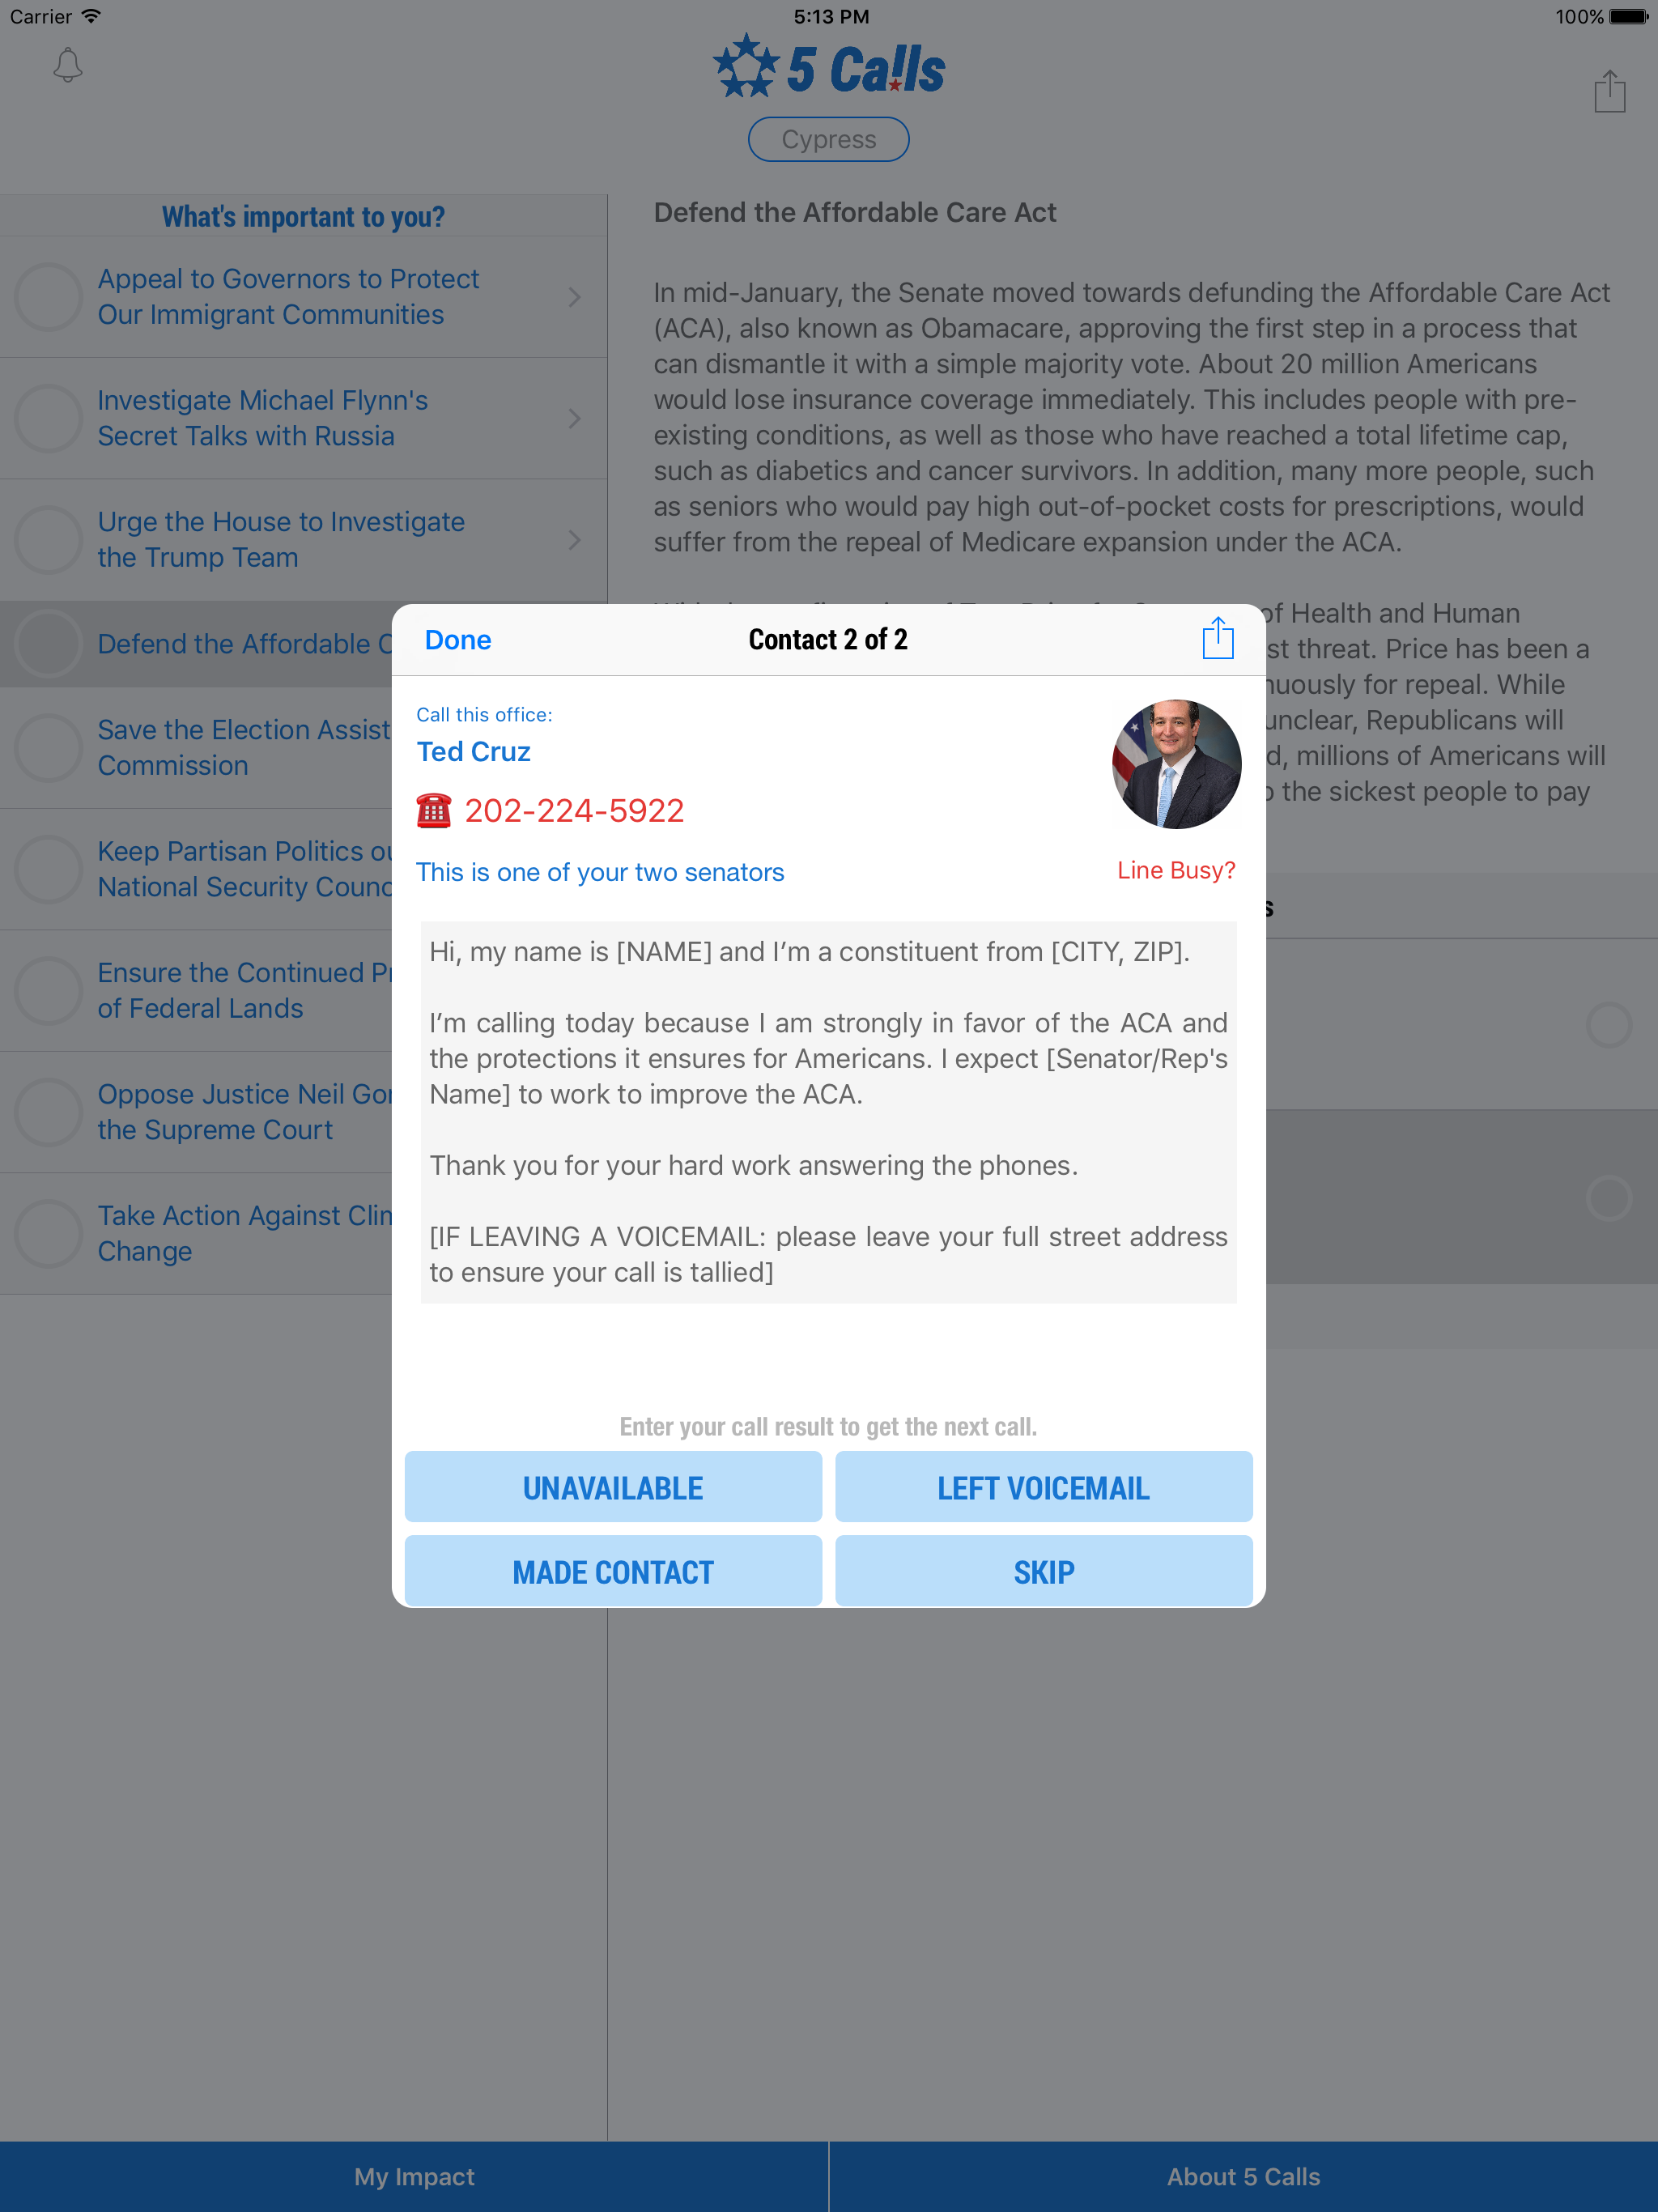 Carrier
5:13 PM
100%
5 Calls
Cypress
What's important to you?
Appeal to Governors to Protect
Our Immigrant Communities
Investigate Michael Flynn's
Secret Talks with Russia
Urge the House to Investigate
the Trump Team
Defend the Affordable
Save the Election Assist
Commission
Keep Partisan Politics
National Security
Ensure the Continued
of Federal Lands
Oppose Justice Neil
the Supreme Court
Take Action Against
Change
Defend the Affordable Care Act
In mid-January, the Senate moved towards defunding the Affordable Care Act
(ACA), also known as Obamacare, approving the first step in a process that
can dismantle it with a simple majority vote. About 20 million Americans
would lose insurance coverage immediately. This includes people with pre-
existing conditions, as well as those who have reached a total lifetime cap,
such as diabetics and cancer survivors. In addition, many more people, such
as seniors who would pay high out-of-pocket costs for prescriptions, would
suffer from the repeal of Medicare expansion under the ACA.
of Health and Human
st threat. Price has been a
nuously for repeal. While
unclear, Republicans will
d, millions of Americans will
the sickest people to pay
s
Done
Contact 2 of 2
Call this office:
Ted Cruz
202-224-5922
This is one of your two senators
Line Busy?
Hi, my name is [NAME] and I’m a constituent from [CITY, ZIP].
I’m calling today because I am strongly in favor of the ACA and
the protections it ensures for Americans. I expect [Senator/Rep's
Name] to work to improve the ACA.
Thank you for your hard work answering the phones.
[IF LEAVING A VOICEMAIL: please leave your full street address
to ensure your call is tallied]
Enter your call result to get the next call.
UNAVAILABLE
LEFT VOICEMAIL
MADE CONTACT
SKIP
My Impact
About 5 Calls